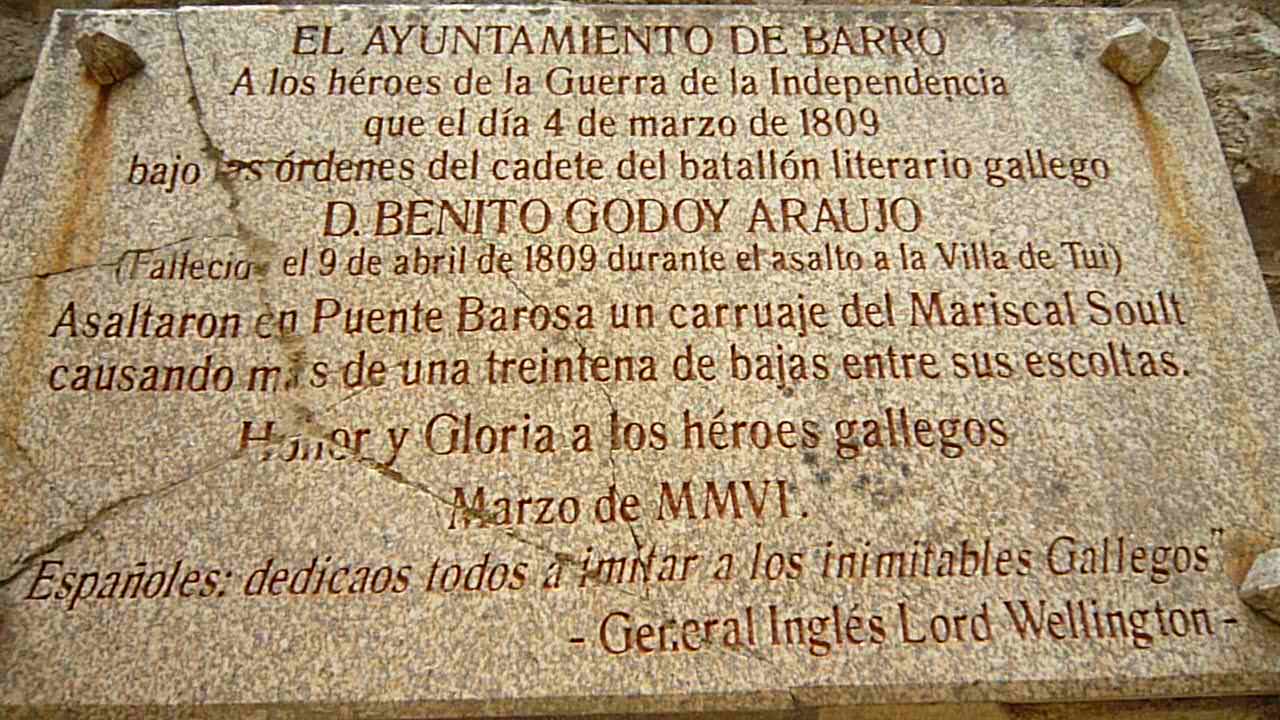 EL AYUNTAMIENTO DE BARRO
A los héroes de la Guerra de la Independencia
que el día 4 de marzo de 1809
bajo las órdenes del cadete del batallón literario gallego
D. BENITO GODOY ARAUJO
(Fallecido el 9 de abril de 1809 durante el asalto a la Villa de Tui)
Asaltaron en Puente Barosa un carruaje del Mariscal Soult
causando más de una treintena de bajas entre sus escoltas.
Honor y Gloria a los héroes gallegos
Marzo de MMVI.
Españoles: dedicaos todos a imitar a los inimitables Gallegos"
- General Inglés Lord Wellington -